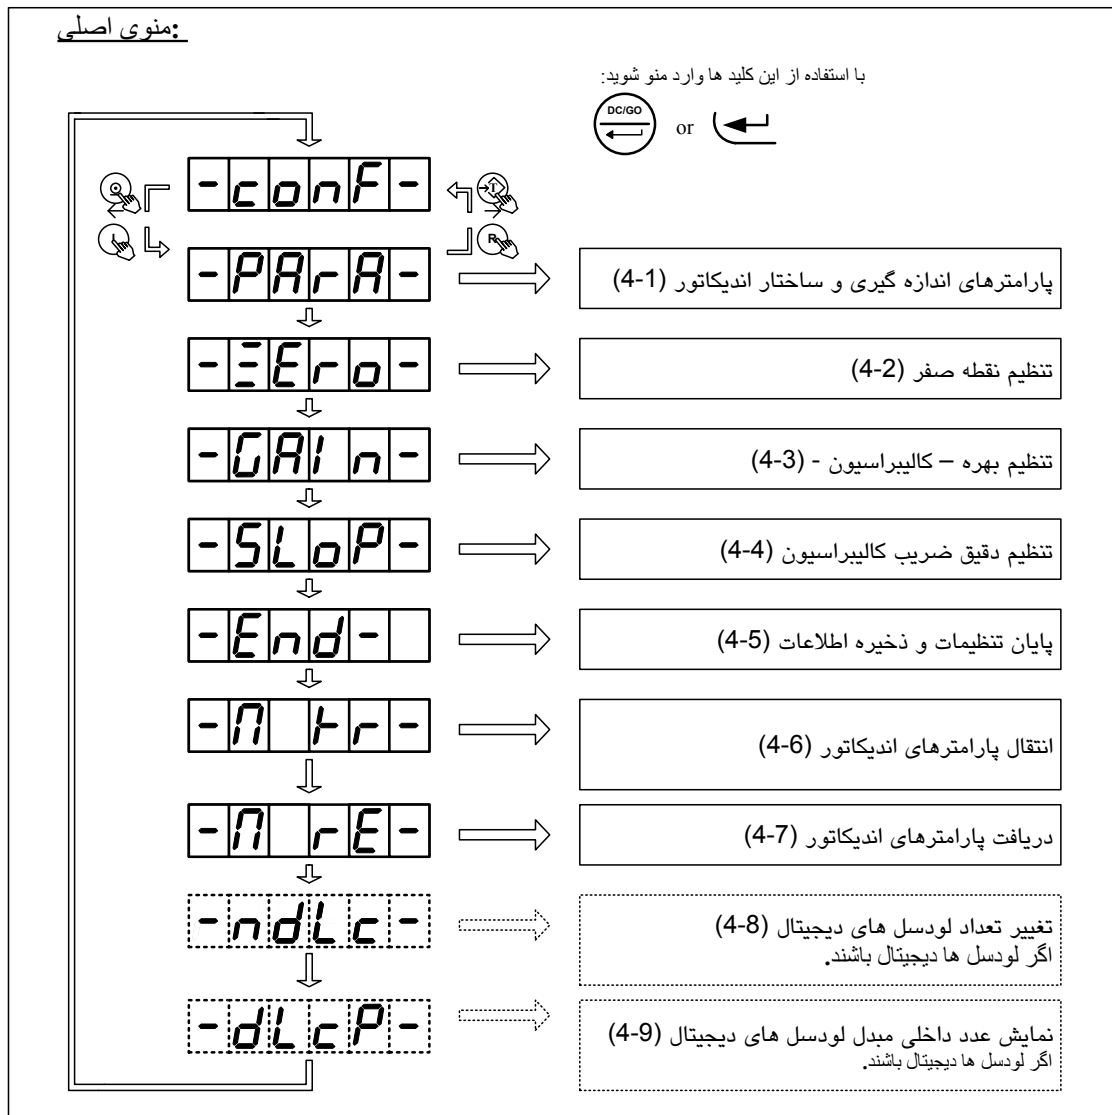 منوی اصلی:
با استفاده از این کلید ها وارد منو شوید:
DC/GO or
-conF-
T
L
R
-PArA-
پارامترهای اندازه گیری و ساختار اندیکاتور (4-1)
-ZEro-
تنظیم نقطه صفر (4-2)
-GAIn-
تنظیم بهره – کالیبراسیون - (4-3)
-SLoP-
تنظیم دقیق ضریب کالیبراسیون (4-4)
-End-
پایان تنظیمات و ذخیره اطلاعات (4-5)
انتقال پارامترهای اندیکاتور (4-6)
دریافت پارامترهای اندیکاتور (4-7)
-ndLc-
تغییر تعداد لودسل های دیجیتال (4-8)
اگر لودسل ها دیجیتال باشند.
-dLcP-
نمایش عدد داخلی مبدل لودسل های دیجیتال (4-9)
اگر لودسل ها دیجیتال باشند.